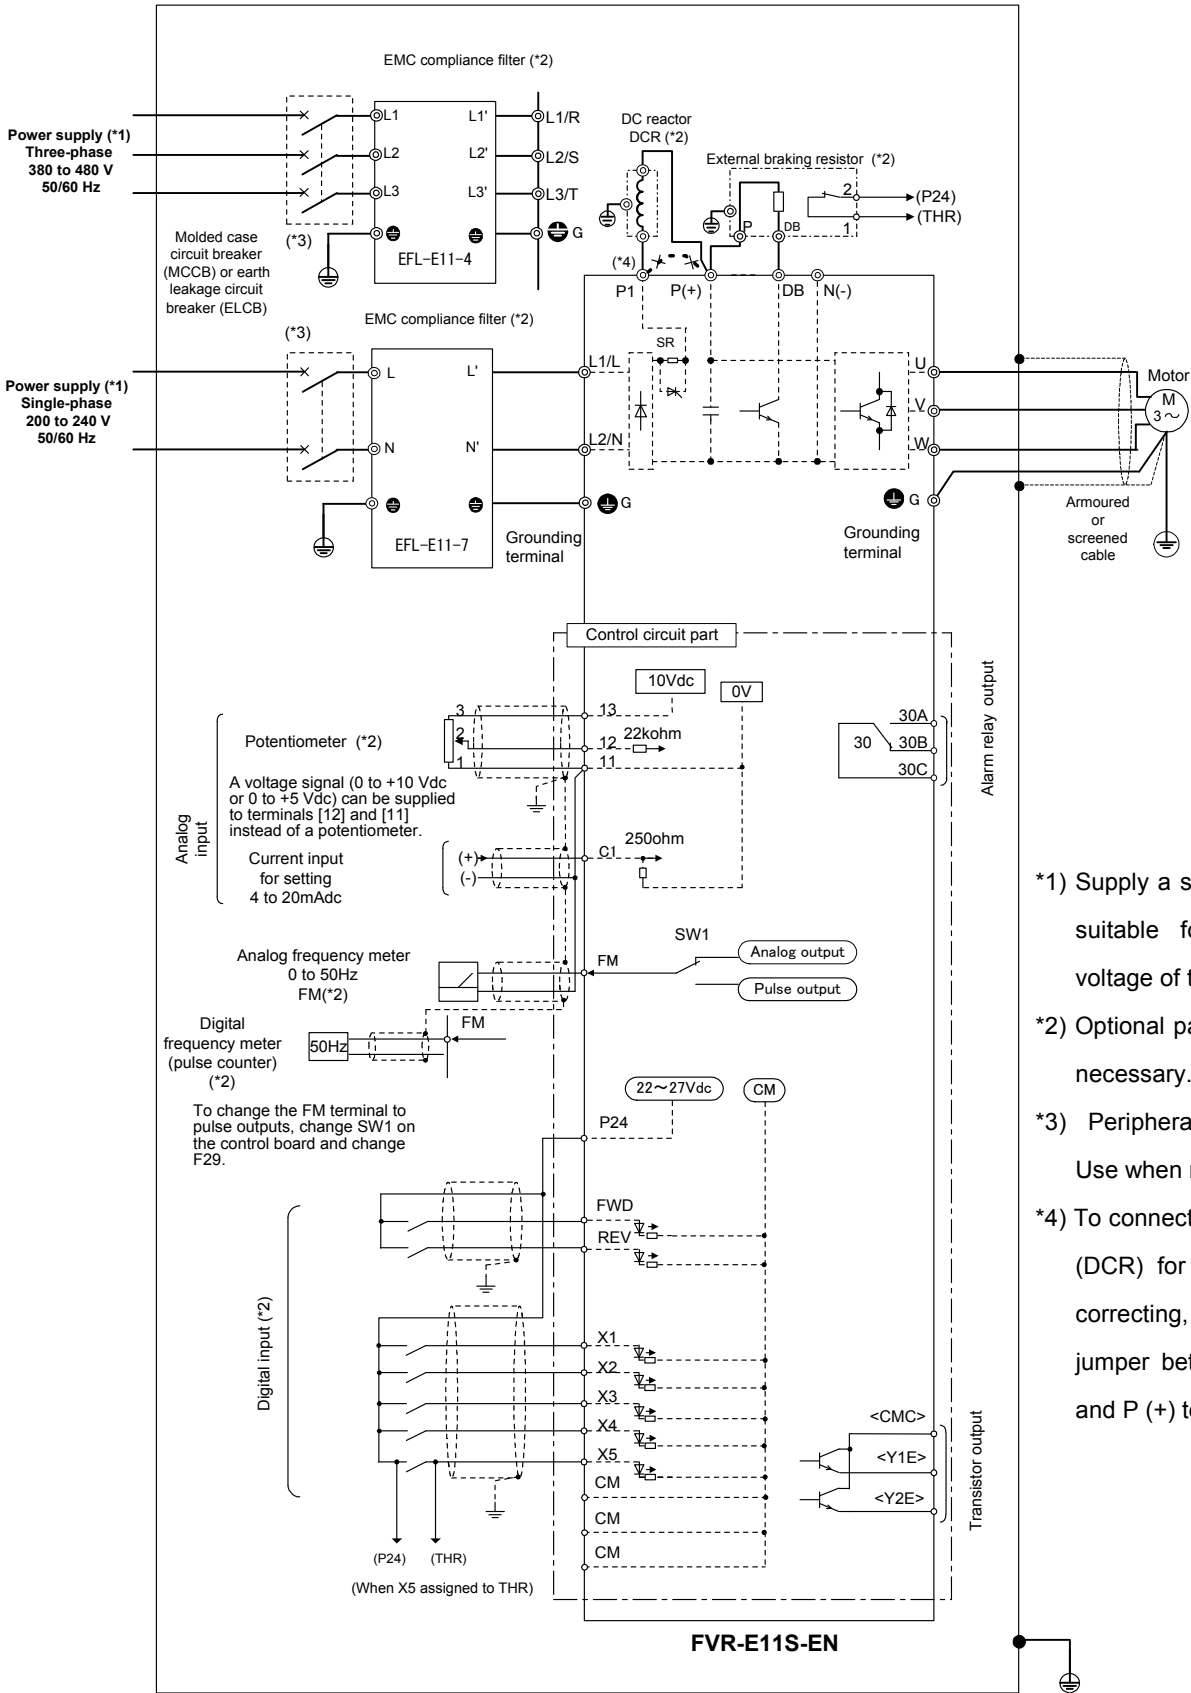 EMC compliance filter (*2)
Power supply (*1)
Three-phase
380 to 480 V
50/60 Hz
L1
L1'
L1/R
L2
L2'
L2/S
L3
L3'
L3/T
G
EFL-E11-4
(*3)
Molded case
circuit breaker
(MCCB) or earth
leakage circuit
breaker (ELCB)
DC reactor
DCR (*2)
External braking resistor (*2)
2
(P24)
(THR)
1
P
DB
(*4)
P1
P(+)
DB
N(-)
EMC compliance filter (*2)
(*3)
Power supply (*1)
Single-phase
200 to 240 V
50/60 Hz
L
L'
L1/L
N
N'
L2/N
G
EFL-E11-7
Grounding
terminal
SR
U
V
W
G
Grounding
terminal
Motor
M
3~
Armoured
or
screened
cable
Control circuit part
10Vdc
0V
Analog
input
Potentiometer (*2)
3
2
1
13
12
11
22kohm
A voltage signal (0 to +10 Vdc
or 0 to +5 Vdc) can be supplied
to terminals [12] and [11]
instead of a potentiometer.
Current input
for setting
4 to 20mAdc
(+)
(-)
C1
250ohm
30
30A
30B
30C
Alarm relay output
Analog frequency meter
0 to 50Hz
FM(*2)
FM
SW1
Analog output
Pulse output
Digital
frequency meter
(pulse counter)
(*2)
50Hz
FM
To change the FM terminal to
pulse outputs, change SW1 on
the control board and change
F29.
22～27Vdc
CM
P24
Digital input (*2)
FWD
REV
X1
X2
X3
X4
X5
CM
CM
CM
(P24)
(THR)
(When X5 assigned to THR)
<CMC>
<Y1E>
<Y2E>
Transistor output
FVR-E11S-EN
*1) Supply a s
suitable fo
voltage of t
*2) Optional pa
necessary.
*3) Periphera
Use when
*4) To connect
(DCR) for
correcting,
jumper bet
and P (+) t